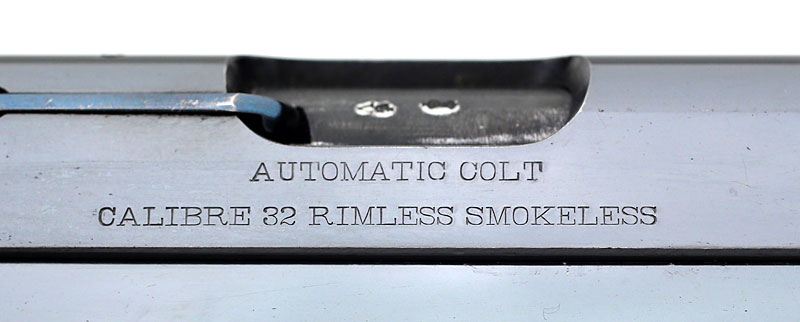 AUTOMATIC COLT
CALIBRE 32 RIMLESS SMOKELESS